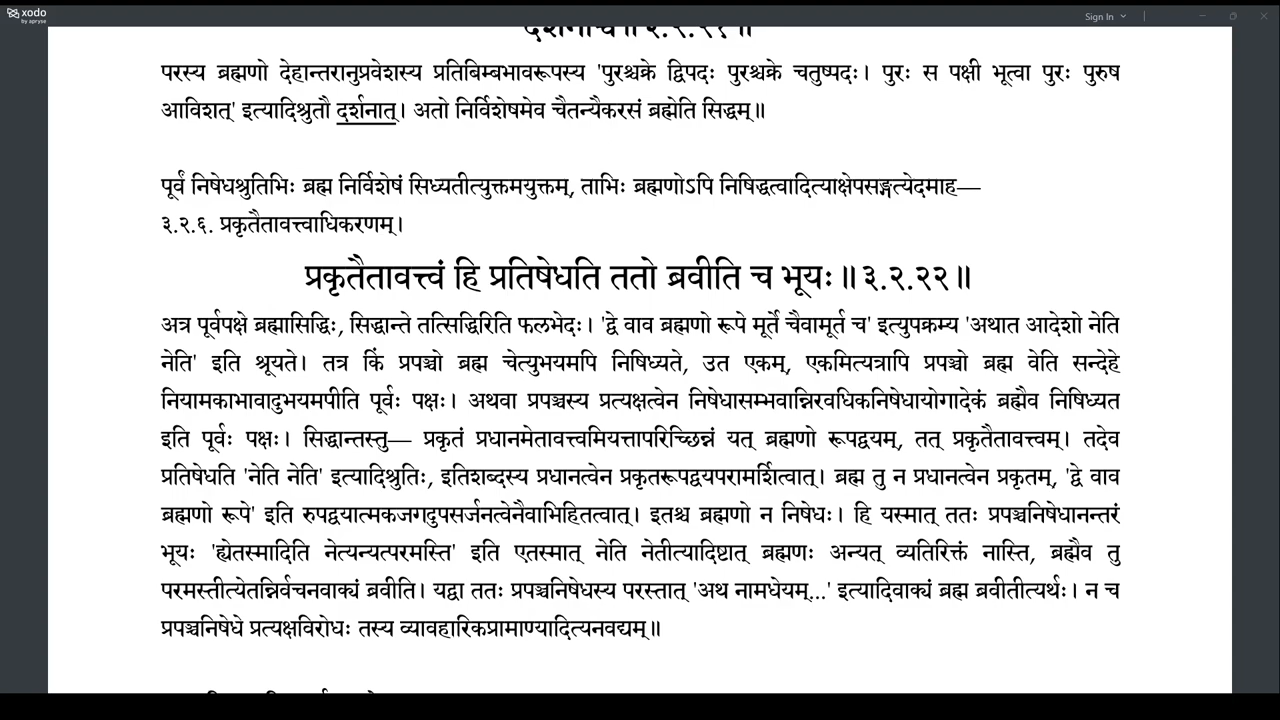 xodo
by apryse
Sign In
दर्शनाच्च॥३.२.२१॥
परस्य ब्रह्मणो देहान्तरानुप्रवेशस्य प्रतिबिम्बभावरूपस्य 'पुरश्चक्रे द्विपदः पुरश्चक्रे चतुष्पदः। पुरः स पक्षी भूत्वा पुरः पुरुष
आविशत्' इत्यादिश्रुतौ दर्शनात्। अतो निर्विशेषमेव चैतन्यैकरसं ब्रह्मेति सिद्धम्॥
पूर्वं निषेधश्रुतिभिः ब्रह्म निर्विशेषं सिध्यतीत्युक्तमयुक्तम्, ताभिः ब्रह्मणोऽपि निषिद्धत्वादित्याक्षेपसङ्गत्येदमाह—
३.२.६. प्रकृतैतावत्त्वाधिकरणम्।
प्रकृतैतावत्त्वं हि प्रतिषेधति ततो ब्रवीति च भूयः॥३.२.२२॥
अत्र पूर्वपक्षे ब्रह्मासिद्धिः, सिद्धान्ते तत्सिद्धिरिति फलभेदः। 'द्वे वाव ब्रह्मणो रूपे मूर्तं चैवामूर्तं च' इत्युपक्रम्य 'अथात आदेशो नेति
नेति' इति श्रूयते। तत्र किं प्रपञ्चो ब्रह्म चेत्युभयमपि निषिध्यते, उत एकम्, एकमित्यत्रापि प्रपञ्चो ब्रह्म वेति सन्देहे
नियामकाभावादुभयमपीति पूर्वः पक्षः। अथवा प्रपञ्चस्य प्रत्यक्षत्वेन निषेधासम्भवान्निरवधिकनिषेधायोगादेकं ब्रह्मैव निषिध्यत
इति पूर्वः पक्षः। सिद्धान्तस्तु— प्रकृतं प्रधानमेतावत्त्वमियत्तापरिच्छिन्नं यत् ब्रह्मणो रूपद्वयम्, तत् प्रकृतैतावत्त्वम्। तदेव
प्रतिषेधति 'नेति नेति' इत्यादिश्रुतिः, इतिशब्दस्य प्रधानत्वेन प्रकृतरूपद्वयपरामर्शित्वात्। ब्रह्म तु न प्रधानत्वेन प्रकृतम्, 'द्वे वाव
ब्रह्मणो रूपे' इति रुपद्वयात्मकजगदुपसर्जनत्वेनैवाभिहितत्वात्। इतश्च ब्रह्मणो न निषेधः। हि यस्मात् ततः प्रपञ्चनिषेधानन्तरं
भूयः 'ह्येतस्मादिति नेत्यन्यत्परमस्ति' इति एतस्मात् नेति नेतीत्यादिष्टात् ब्रह्मणः अन्यत् व्यतिरिक्तं नास्ति, ब्रह्मैव तु
परमस्तीत्येतन्निर्वचनवाक्यं ब्रवीति। यद्वा ततः प्रपञ्चनिषेधस्य परस्तात् 'अथ नामधेयम्...' इत्यादिवाक्यं ब्रह्म ब्रवीतीत्यर्थः। न च
प्रपञ्चनिषेधे प्रत्यक्षविरोधः तस्य व्यावहारिकप्रामाण्यादित्यनवद्यम्॥